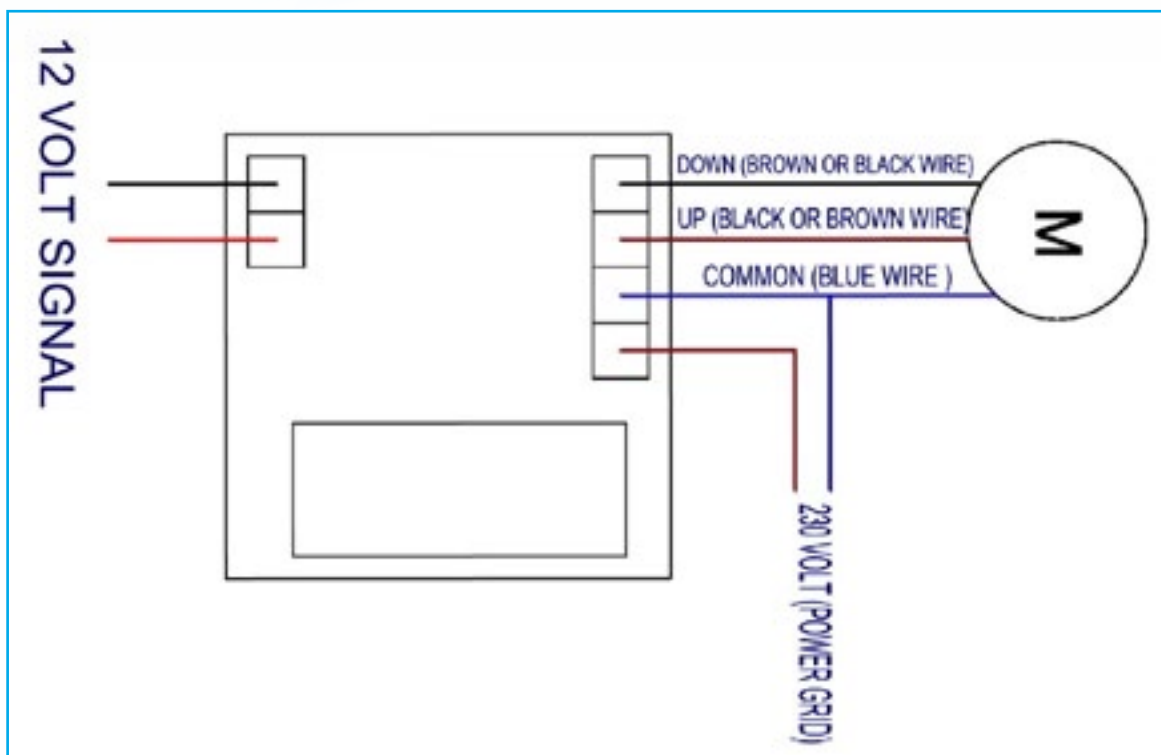 12 VOLT SIGNAL
DOWN (BROWN OR BLACK WIRE)
UP (BLACK OR BROWN WIRE)
COMMON (BLUE WIRE )
M
230 VOLT (POWER GRID)